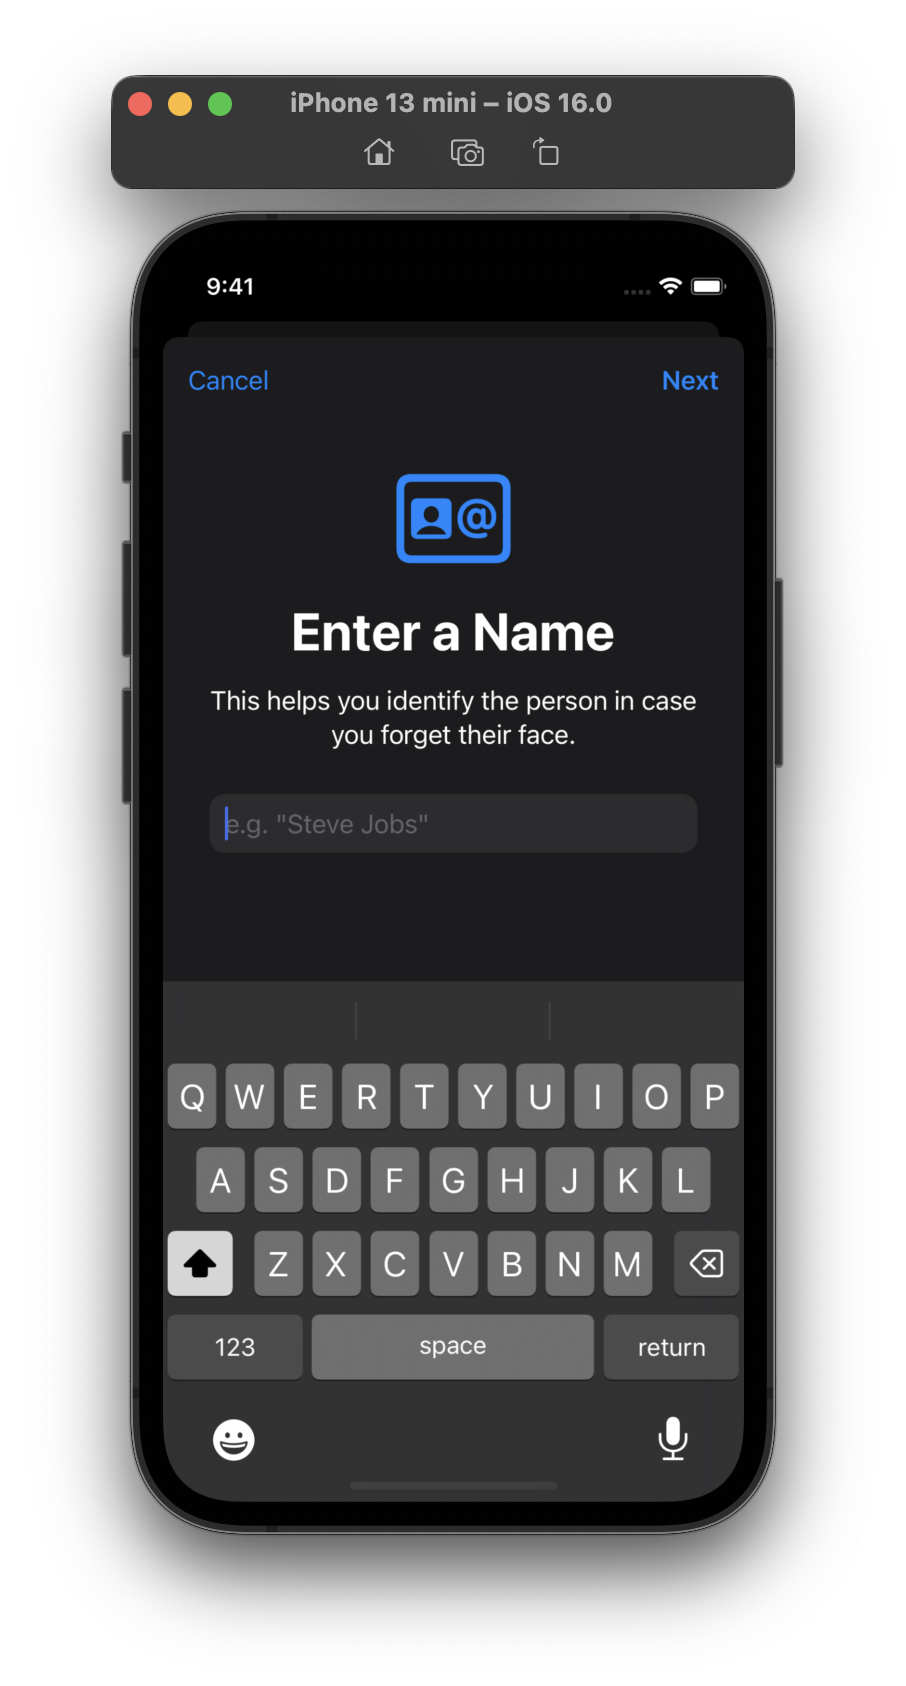 iPhone 13 mini – iOS 16.0
9:41
Cancel
Next
@
Enter a Name
This helps you identify the person in case
you forget their face.
e.g. "Steve Jobs"
Q W E R T Y U I O P
A S D F G H J K L
Z X C V B N M
123
space
return